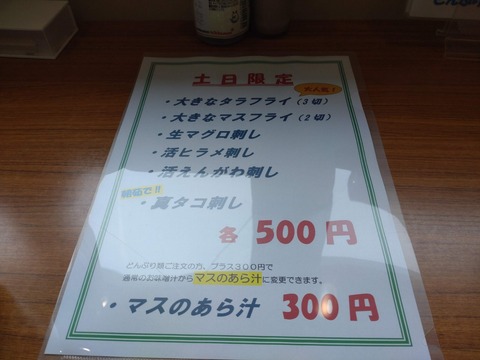 土日限定
大人気！
・大きなタラフライ（3切）
・大きなマスフライ（2切）
・生マグロ刺し
・活ヒラメ刺し
・活えんがわ刺し
・真タコ刺し
各 500円
どんぶり類ご注文の方、プラス３００円で
通常のお味噌汁からマスのあら汁に変更できます。
・マスのあら汁 300円